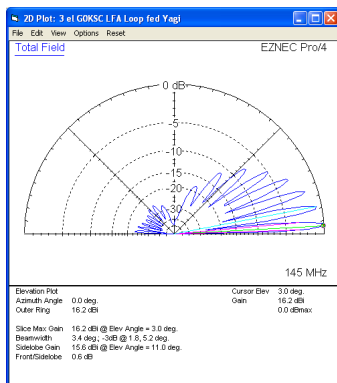 2D Plot: 3 el G0KSC LFA Loop fed Yagi
File Edit View Options Reset
Total Field EZNEC Pro/4
0 dB
-5
-10
-15
-20
-30
145 MHz
Elevation Plot Cursor Elev 3.0 deg.
Azimuth Angle 0.0 deg. Gain 16.2 dBi
Outer Ring 16.2 dBi 0.0 dBmax
Slice Max Gain 16.2 dBi @ Elev Angle = 3.0 deg.
Beamwidth 3.4 deg.; -3dB @ 1.8, 5.2 deg.
Sidelobe Gain 15.6 dBi @ Elev Angle = 11.0 deg.
Front/Sidelobe 0.6 dB